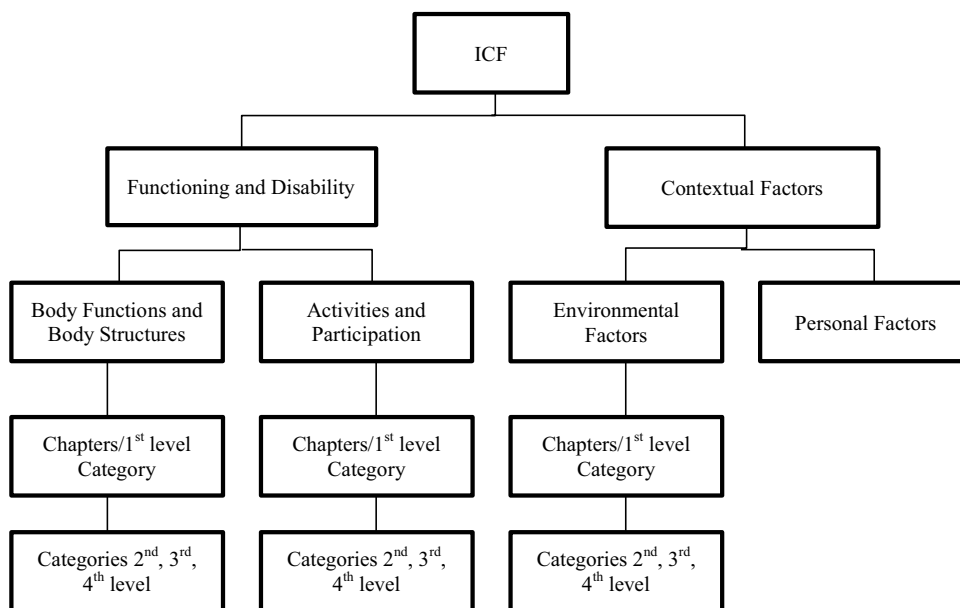 ICF
Functioning and Disability
Contextual Factors
Body Functions and
Body Structures
Activities and
Participation
Environmental
Factors
Personal Factors
Chapters/1st level
Category
Chapters/1st level
Category
Chapters/1st level
Category
Categories 2nd, 3rd,
4th level
Categories 2nd, 3rd,
4th level
Categories 2nd, 3rd,
4th level